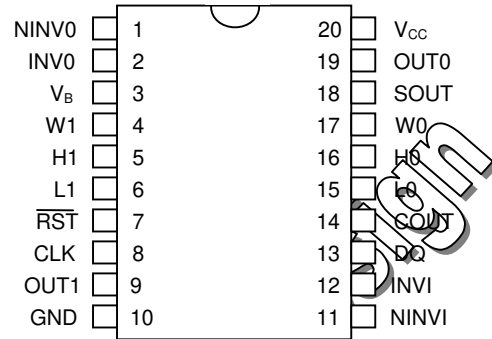 NINV0 1 20 VCC
INV0 2 19 OUT0
VB 3 18 SOUT
W1 4 17 W0
H1 5 16 H0
L1 6 15 L0
RST 7 14 COUT
CLK 8 13 DQ
OUT1 9 12 INVI
GND 10 11 NINVI
sign